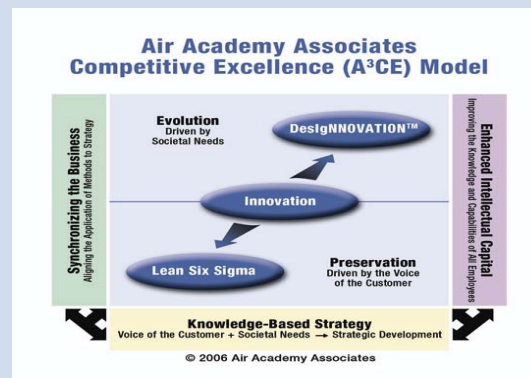 Air Academy Associates
Competitive Excellence (A³CE) Model
Synchronizing the Business
Aligning the Application of Methods to Strategy
Evolution
Driven by
Societal Needs
DesIgNNOVATION™
Innovation
Lean Six Sigma
Preservation
Driven by the Voice
of the Customer
Enhanced Intellectual Capital
Improving the Knowledge and Capabilities of All Employees
Knowledge-Based Strategy
Voice of the Customer + Societal Needs → Strategic Development
© 2006 Air Academy Associates